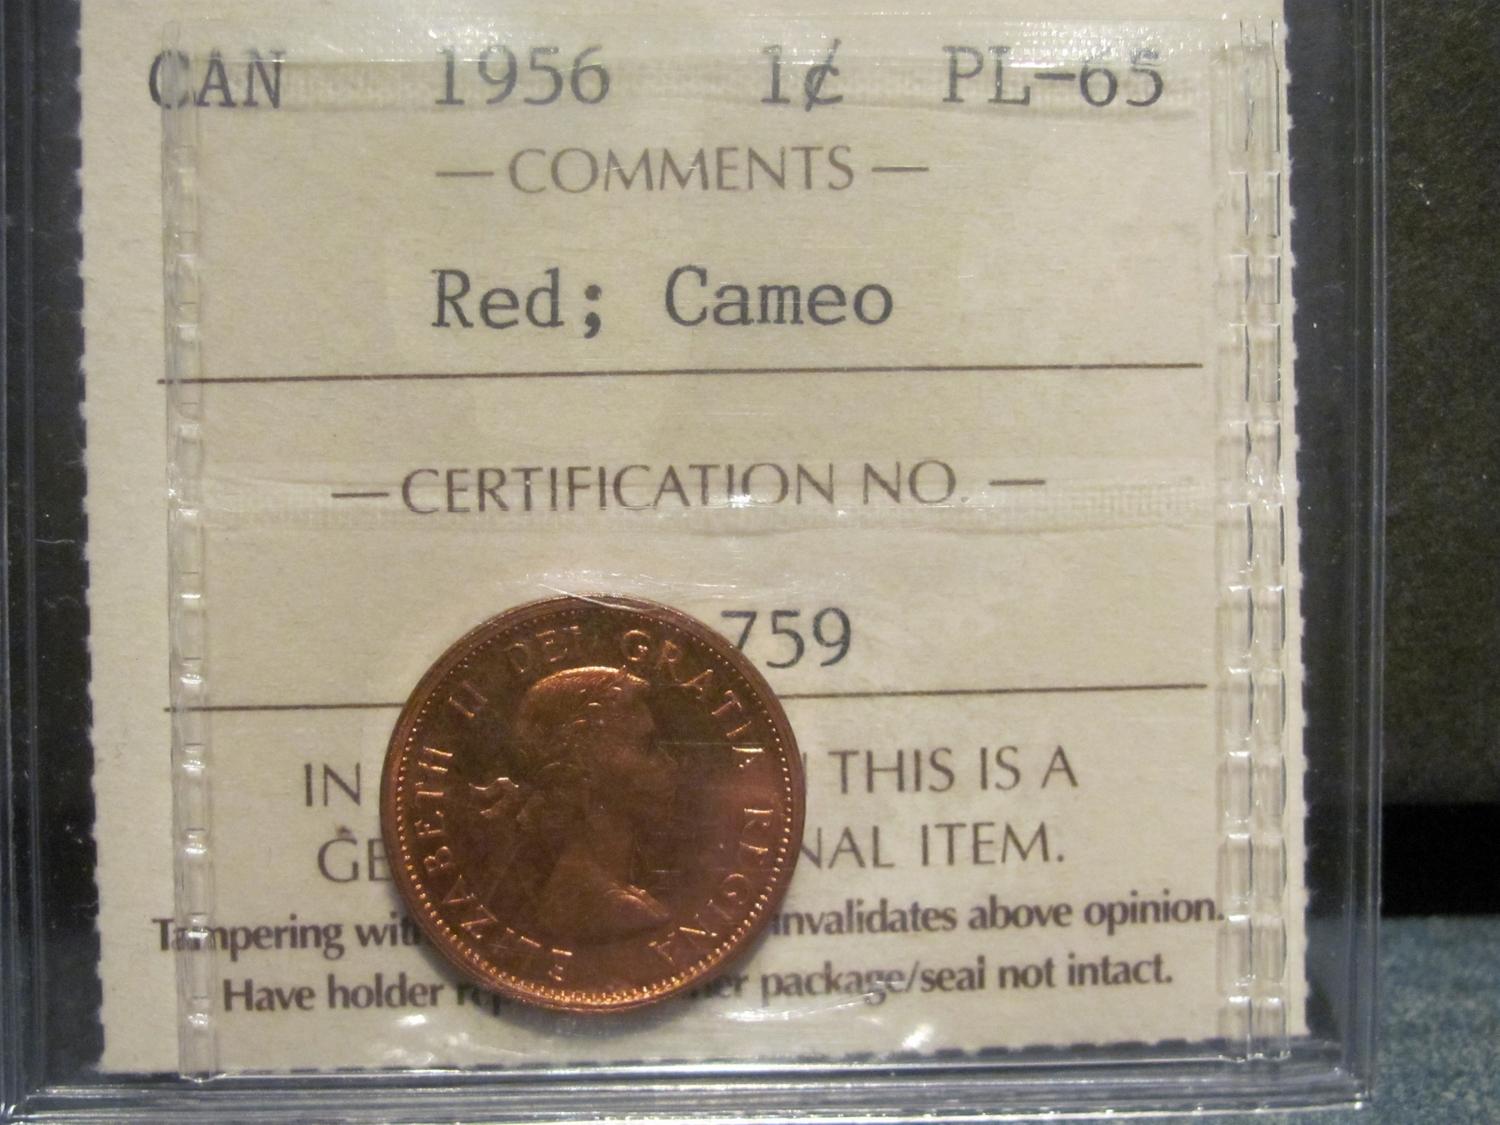 CAN 1956 1¢ PL-65
— COMMENTS —
Red; Cameo
— CERTIFICATION NO. —
759
IN THIS IS A
GE NAL ITEM.
Tampering with invalidates above opinion.
Have holder package/seal not intact.
ELIZABETH II DEI GRATIA REGINA